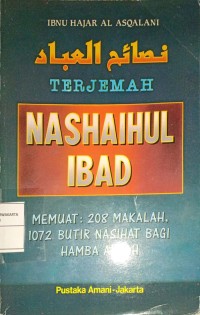 IBNU HAJAR AL ASQALANI
نصائح العباد
TERJEMAH
NASHAIHUL
IBAD
MEMUAT: 208 MAKALAH.
1072 BUTIR NASIHAT BAGI
HAMBA
Pustaka Amani-Jakarta